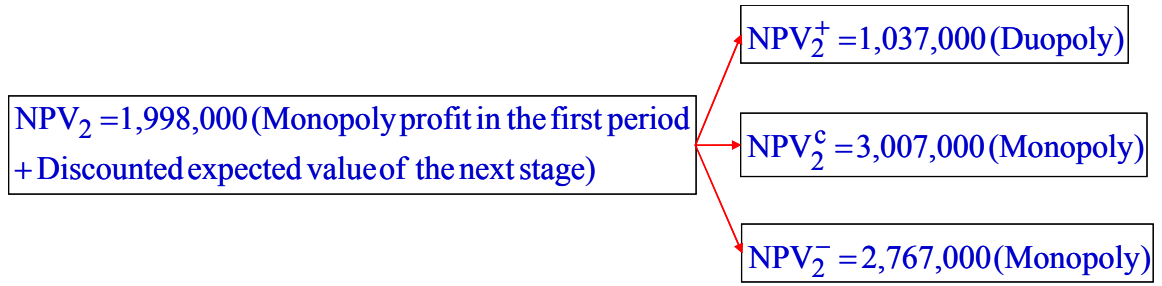 NPV₂⁺ =1,037,000 (Duopoly)
NPV₂ =1,998,000 (Monopoly profit in the first period
+ Discounted expected value of the next stage)
NPV₂ᶜ =3,007,000 (Monopoly)
NPV₂⁻ =2,767,000 (Monopoly)